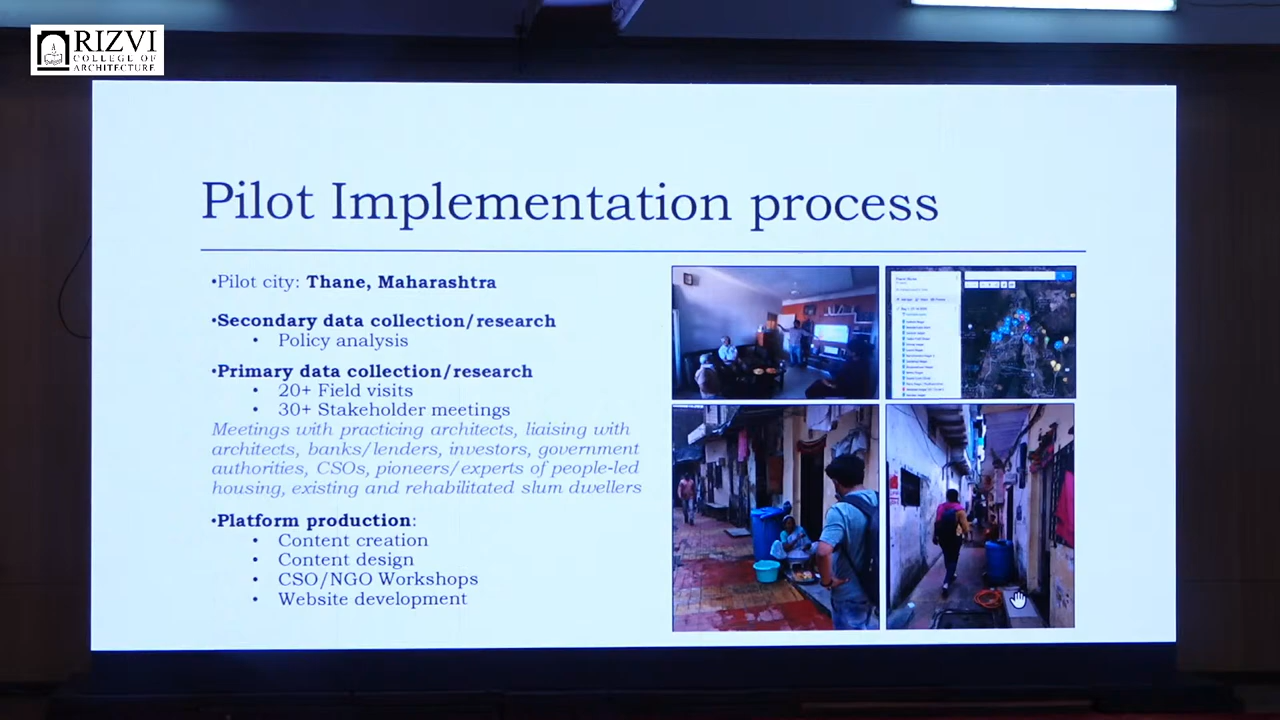 RIZVI
COLLEGE OF
ARCHITECTURE
Pilot Implementation process
•Pilot city: Thane, Maharashtra
•Secondary data collection/research
• Policy analysis
•Primary data collection/research
• 20+ Field visits
• 30+ Stakeholder meetings
Meetings with practicing architects, liaising with
architects, banks/lenders, investors, government
authorities, CSOs, pioneers/experts of people-led
housing, existing and rehabilitated slum dwellers
•Platform production:
• Content creation
• Content design
• CSO/NGO Workshops
• Website development